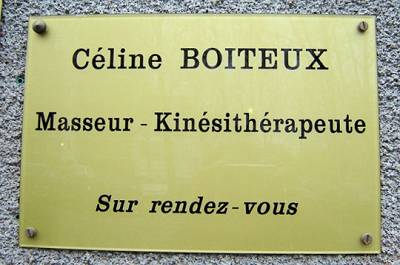 Céline BOITEUX
Masseur - Kinésithérapeute
Sur rendez-vous